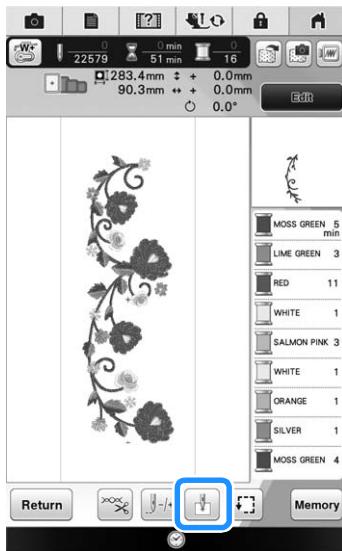 [?]
W+
0 0 min 0
22579 51 min 16
283.4mm + 0.0mm
90.3mm + 0.0mm
0.0°
Edit
MOSS GREEN 5
min
LIME GREEN 3
RED 11
WHITE 1
SALMON PINK 3
WHITE 1
ORANGE 1
SILVER 1
MOSS GREEN 4
Return
-/+
Memory